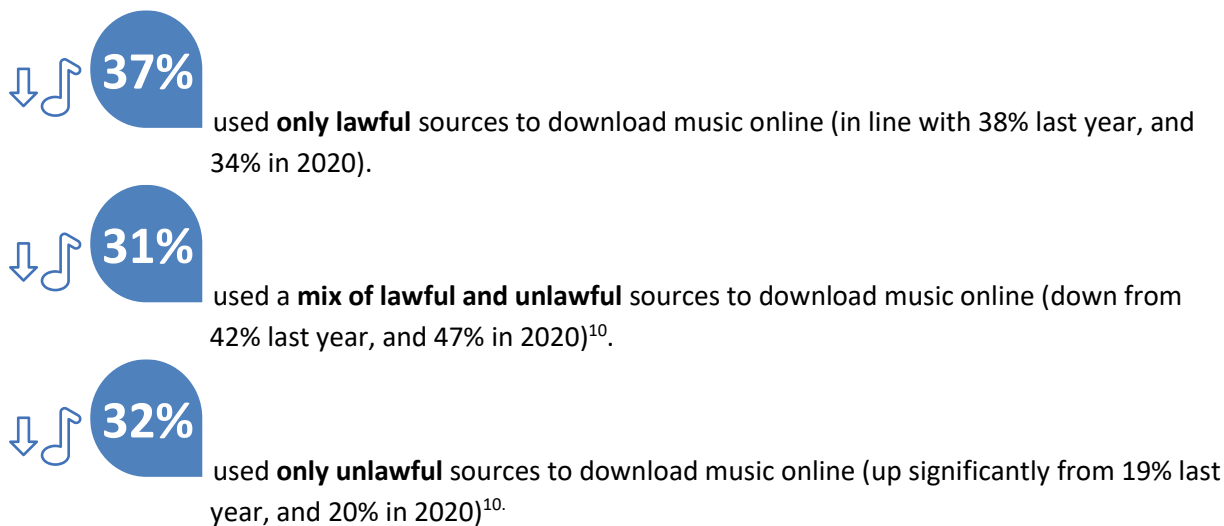 37%
used only lawful sources to download music online (in line with 38% last year, and
34% in 2020).
31%
used a mix of lawful and unlawful sources to download music online (down from
42% last year, and 47% in 2020)10.
32%
used only unlawful sources to download music online (up significantly from 19% last
year, and 20% in 2020)10.